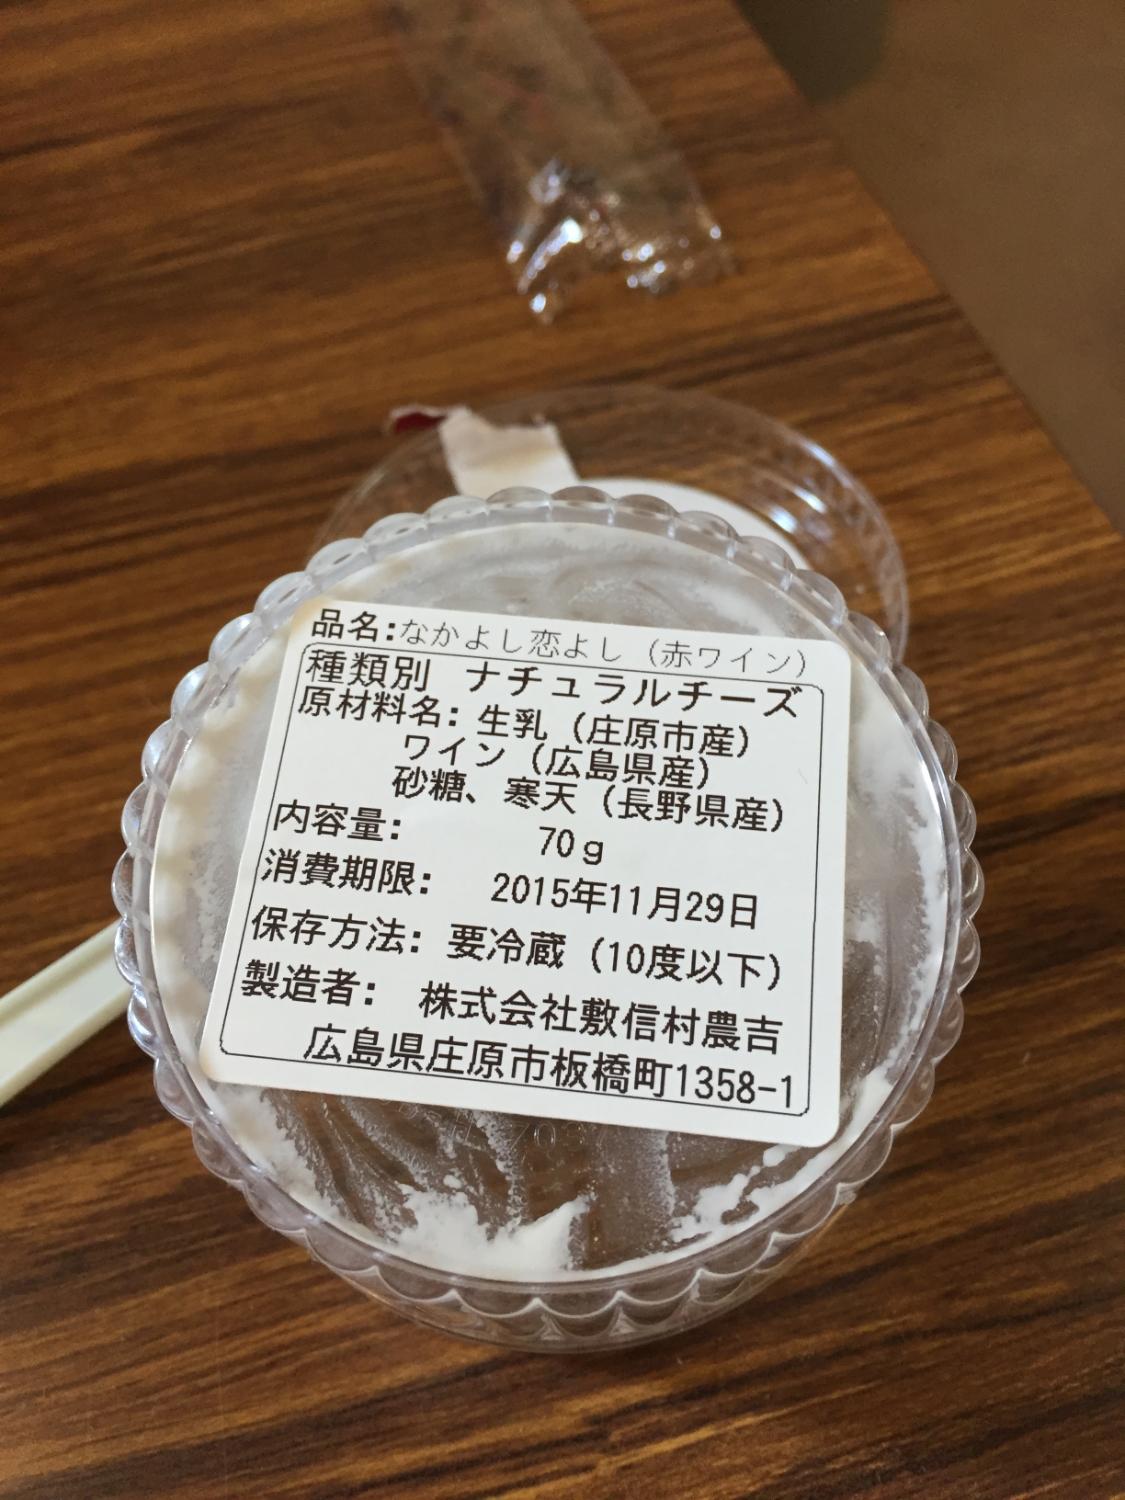 品名:なかよし恋よし（赤ワイン）
種類別　ナチュラルチーズ
原材料名：生乳（庄原市産）
ワイン（広島県産）
砂糖、寒天（長野県産）
内容量：　70ｇ
消費期限：　2015年11月29日
保存方法：要冷蔵（10度以下）
製造者：　株式会社敷信村農吉
広島県庄原市板橋町1358-1